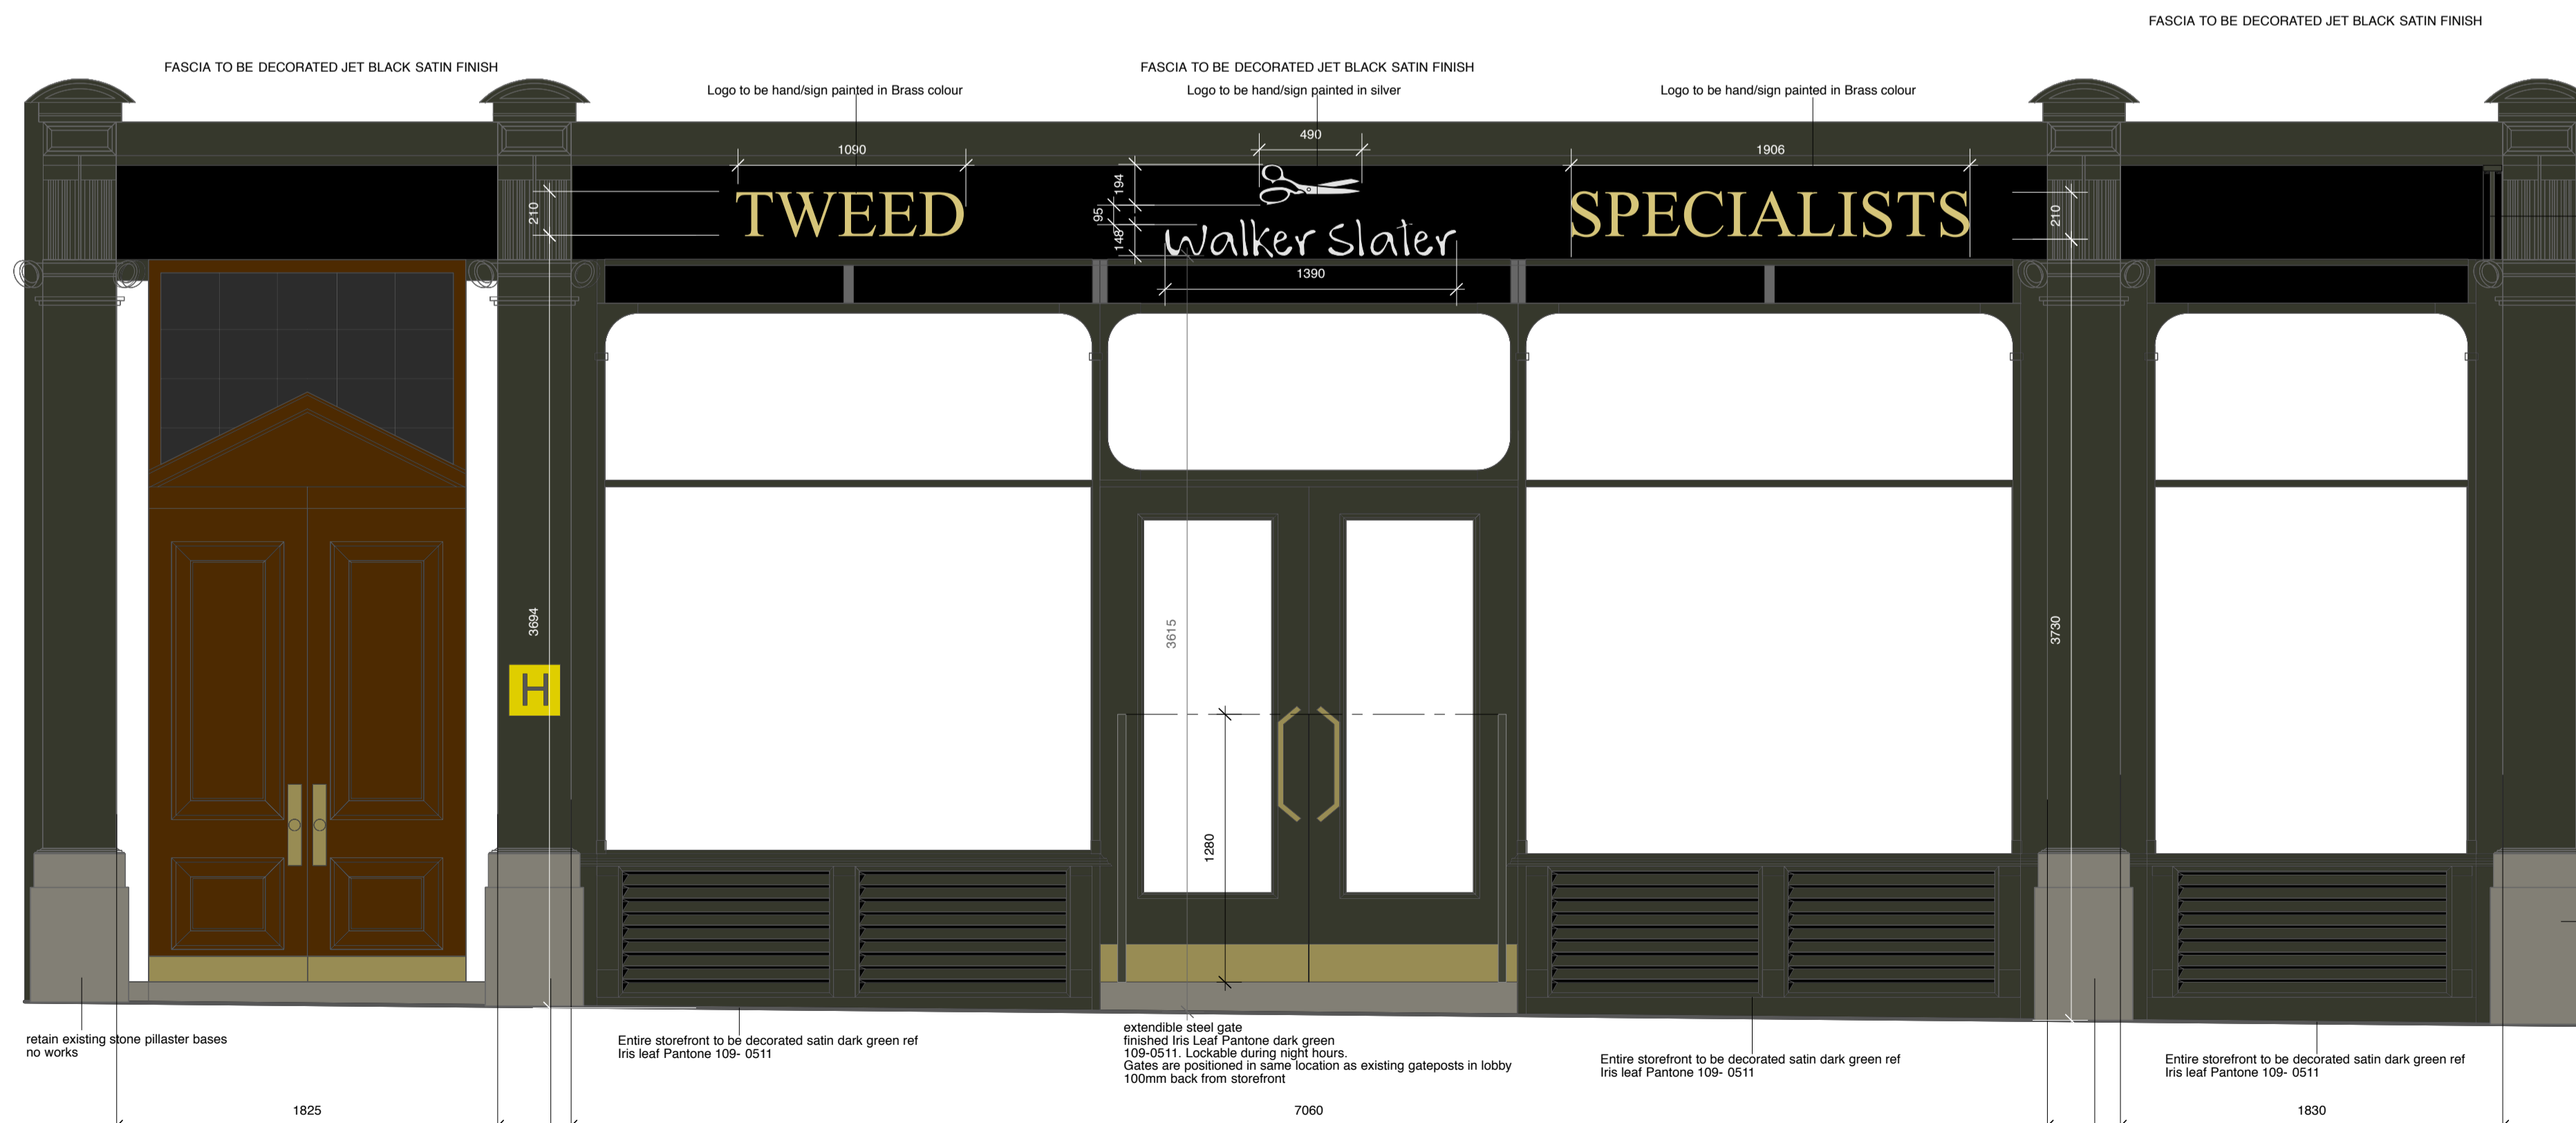 FASCIA TO BE DECORATED JET BLACK SATIN FINISH
FASCIA TO BE DECORATED JET BLACK SATIN FINISH
FASCIA TO BE DECORATED JET BLACK SATIN FINISH
Logo to be hand/sign painted in Brass colour
Logo to be hand/sign painted in silver
Logo to be hand/sign painted in Brass colour
490
1090
1906
194
95
148
210
TWEED
Walker Slater
SPECIALISTS
210
1390
3694
3615
3730
H
1280
retain existing stone pillaster bases
no works
Entire storefront to be decorated satin dark green ref
Iris leaf Pantone 109- 0511
extendible steel gate
finished Iris Leaf Pantone dark green
109-0511. Lockable during night hours.
Gates are positioned in same location as existing gateposts in lobby
100mm back from storefront
Entire storefront to be decorated satin dark green ref
Iris leaf Pantone 109- 0511
Entire storefront to be decorated satin dark green ref
Iris leaf Pantone 109- 0511
1825
7060
1830